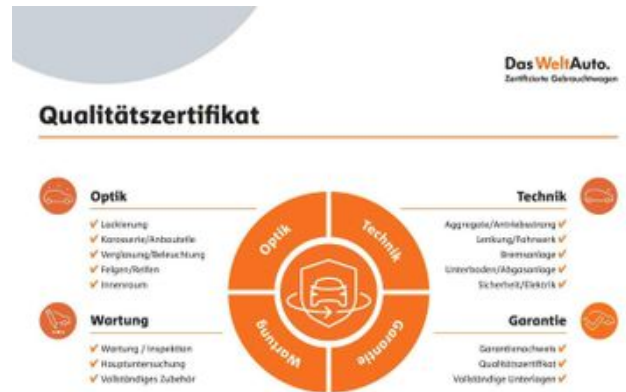 Das WeltAuto.
Zertifizierte Gebrauchtwagen
Qualitätszertifikat
Optik
Lackierung
Karosserie/Anbauteile
Verglasung/Beleuchtung
Felgen/Reifen
Innenraum
Technik
Aggregate/Antriebsstrang
Lenkung/Fahrwerk
Bremsanlage
Unterboden/Abgasanlage
Sicherheit/Elektrik
Optik
Technik
Wartung
Garantie
Wartung
Wartung / Inspektion
Hauptuntersuchung
Vollständiges Zubehör
Garantie
Garantienachweis
Qualitätszertifikat
Vollständige Unterlagen